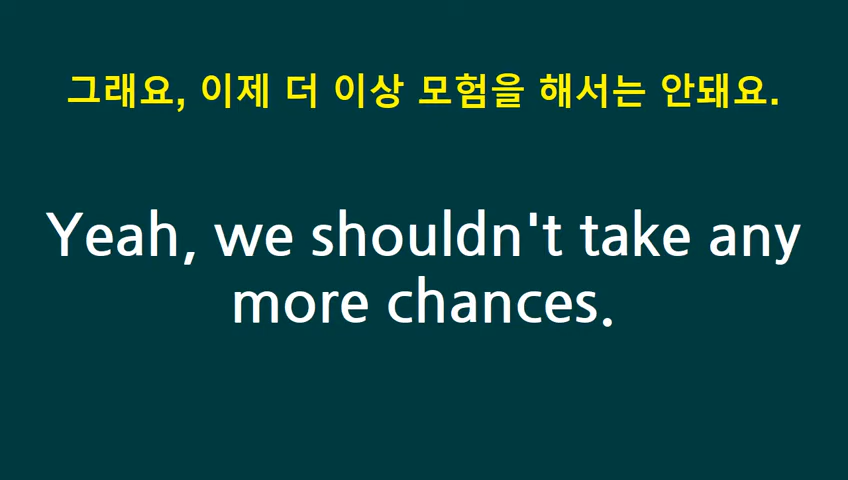 그래요, 이제 더 이상 모험을 해서는 안돼요.
Yeah, we shouldn't take any
more chances.